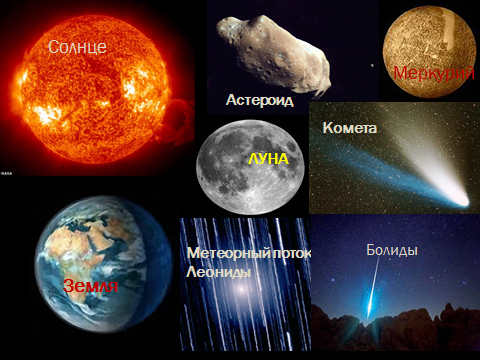 Солнце
Астероид
Меркурий
Комета
ЛУНА
NASA
Земля
Метеорный поток
Леониды
Болиды